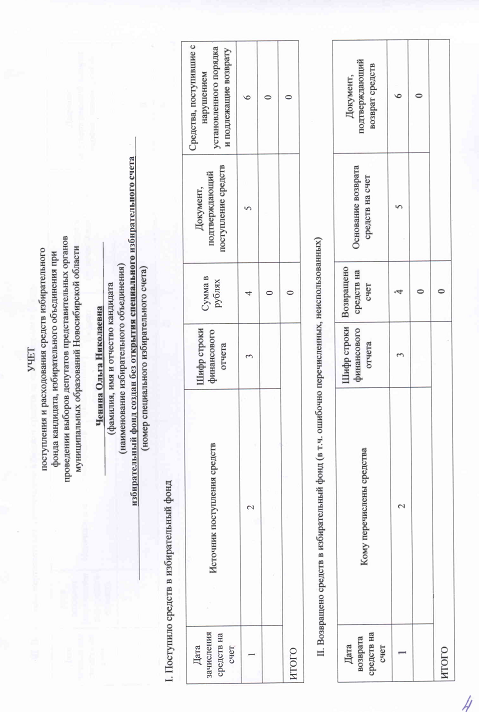 УЧЕТ
поступления и расходования средств избирательного
фонда кандидата, избирательного объединения при
проведении выборов депутатов представительных органов
муниципальных образований Новосибирской области
Ченина Ольга Николаевна
(фамилия, имя и отчество кандидата
(наименование избирательного объединения)
избирательный фонд создан без открытия специального избирательного счета
(номер специального избирательного счета)
I. Поступило средств в избирательный фонд
Дата зачисления средств на счет | Источник поступления средств | Шифр строки финансового отчета | Сумма в рублях | Документ, подтверждающий поступление средств | Средства, поступившие с нарушением установленного порядка и подлежащие возврату
1 | 2 | 3 | 4 | 5 | 6
0 | 0
ИТОГО | 0 | 0
II. Возвращено средств в избирательный фонд (в т.ч. ошибочно перечисленных, неиспользованных)
Дата возврата средств на счет | Кому перечислены средства | Шифр строки финансового отчета | Возвращено средств на счет | Основание возврата средств на счет | Документ, подтверждающий возврат средств
1 | 2 | 3 | 4 | 5 | 6
0 | 0
ИТОГО | 0